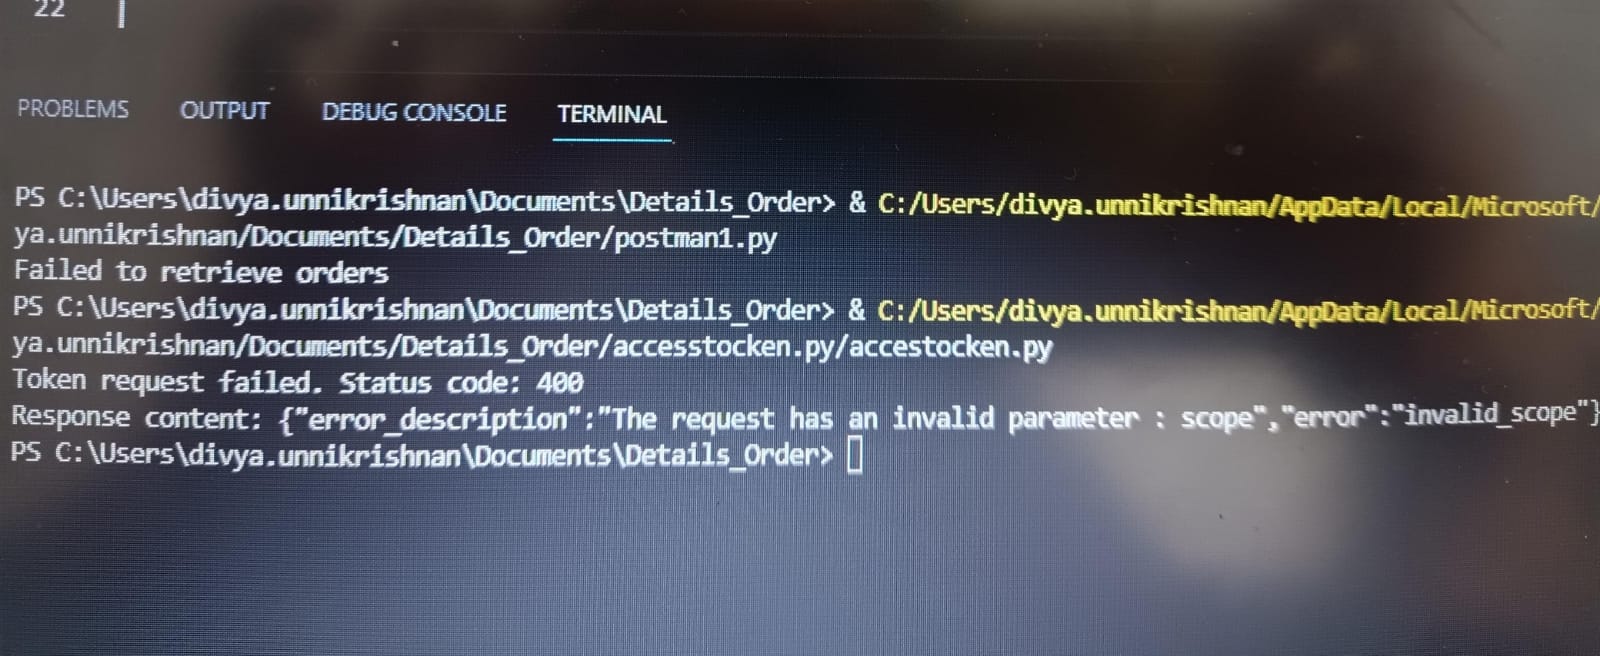 22
PROBLEMS OUTPUT DEBUG CONSOLE TERMINAL
PS C:\Users\divya.unnikrishnan\Documents\Details_Order> & C:/Users/divya.unnikrishnan/AppData/Local/Microsoft/
ya.unnikrishnan/Documents/Details_Order/postman1.py
Failed to retrieve orders
PS C:\Users\divya.unnikrishnan\Documents\Details_Order> & C:/Users/divya.unnikrishnan/AppData/Local/Microsoft/
ya.unnikrishnan/Documents/Details_Order/accesstocken.py/accestocken.py
Token request failed. Status code: 400
Response content: {"error_description":"The request has an invalid parameter : scope","error":"invalid_scope"}
PS C:\Users\divya.unnikrishnan\Documents\Details_Order>